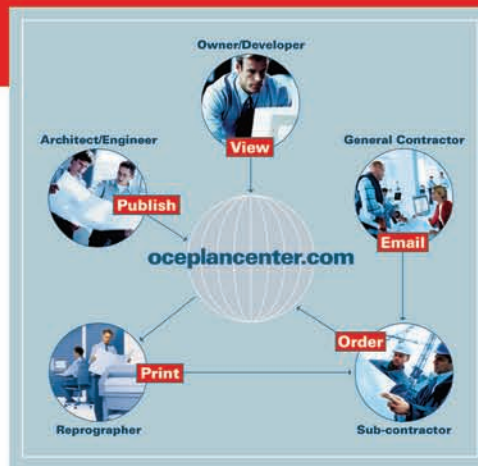 Owner/Developer
View
Architect/Engineer
Publish
General Contractor
Email
oceplancenter.com
Order
Print
Reprographer
Sub-contractor